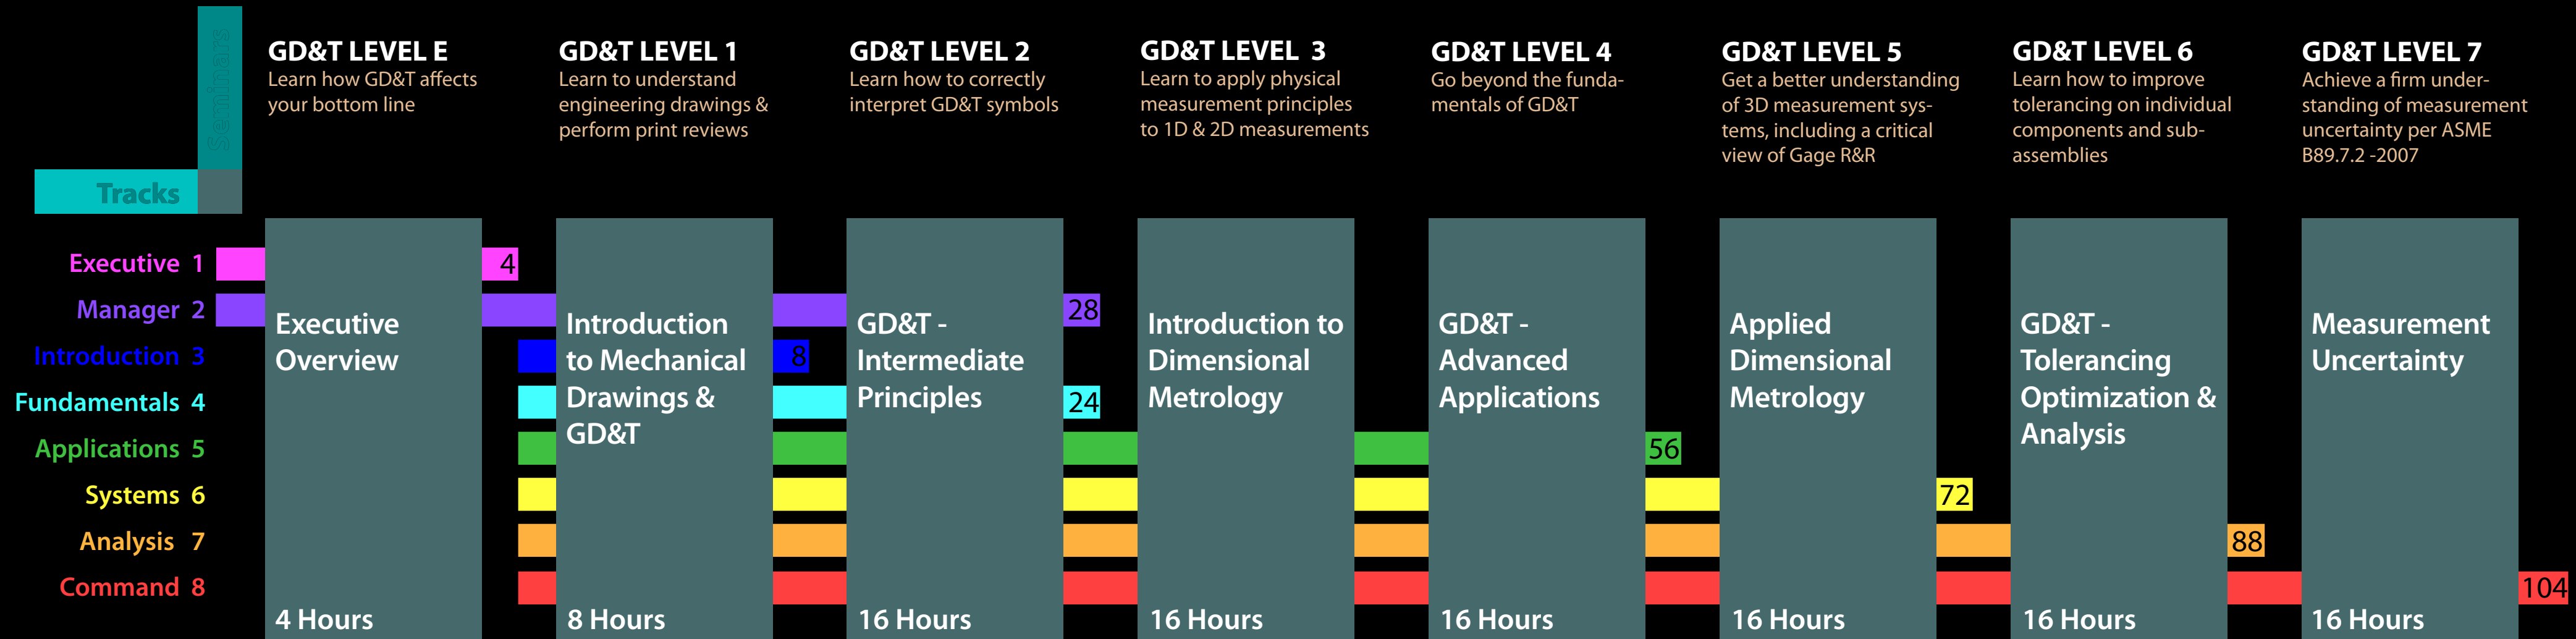 Seminars
Tracks
GD&T LEVEL E
Learn how GD&T affects
your bottom line
GD&T LEVEL 1
Learn to understand
engineering drawings &
perform print reviews
GD&T LEVEL 2
Learn how to correctly
interpret GD&T symbols
GD&T LEVEL 3
Learn to apply physical
measurement principles
to 1D & 2D measurements
GD&T LEVEL 4
Go beyond the funda-
mentals of GD&T
GD&T LEVEL 5
Get a better understanding
of 3D measurement sys-
tems, including a critical
view of Gage R&R
GD&T LEVEL 6
Learn how to improve
tolerancing on individual
components and sub-
assemblies
GD&T LEVEL 7
Achieve a firm under-
standing of measurement
uncertainty per ASME
B89.7.2 -2007
Executive 1
Manager 2
Introduction 3
Fundamentals 4
Applications 5
Systems 6
Analysis 7
Command 8
Executive
Overview
4 Hours
Introduction
to Mechanical
Drawings &
GD&T
8 Hours
GD&T -
Intermediate
Principles
16 Hours
Introduction to
Dimensional
Metrology
16 Hours
GD&T -
Advanced
Applications
16 Hours
Applied
Dimensional
Metrology
16 Hours
GD&T -
Tolerancing
Optimization &
Analysis
16 Hours
Measurement
Uncertainty
16 Hours
4
28
8
24
56
72
88
104